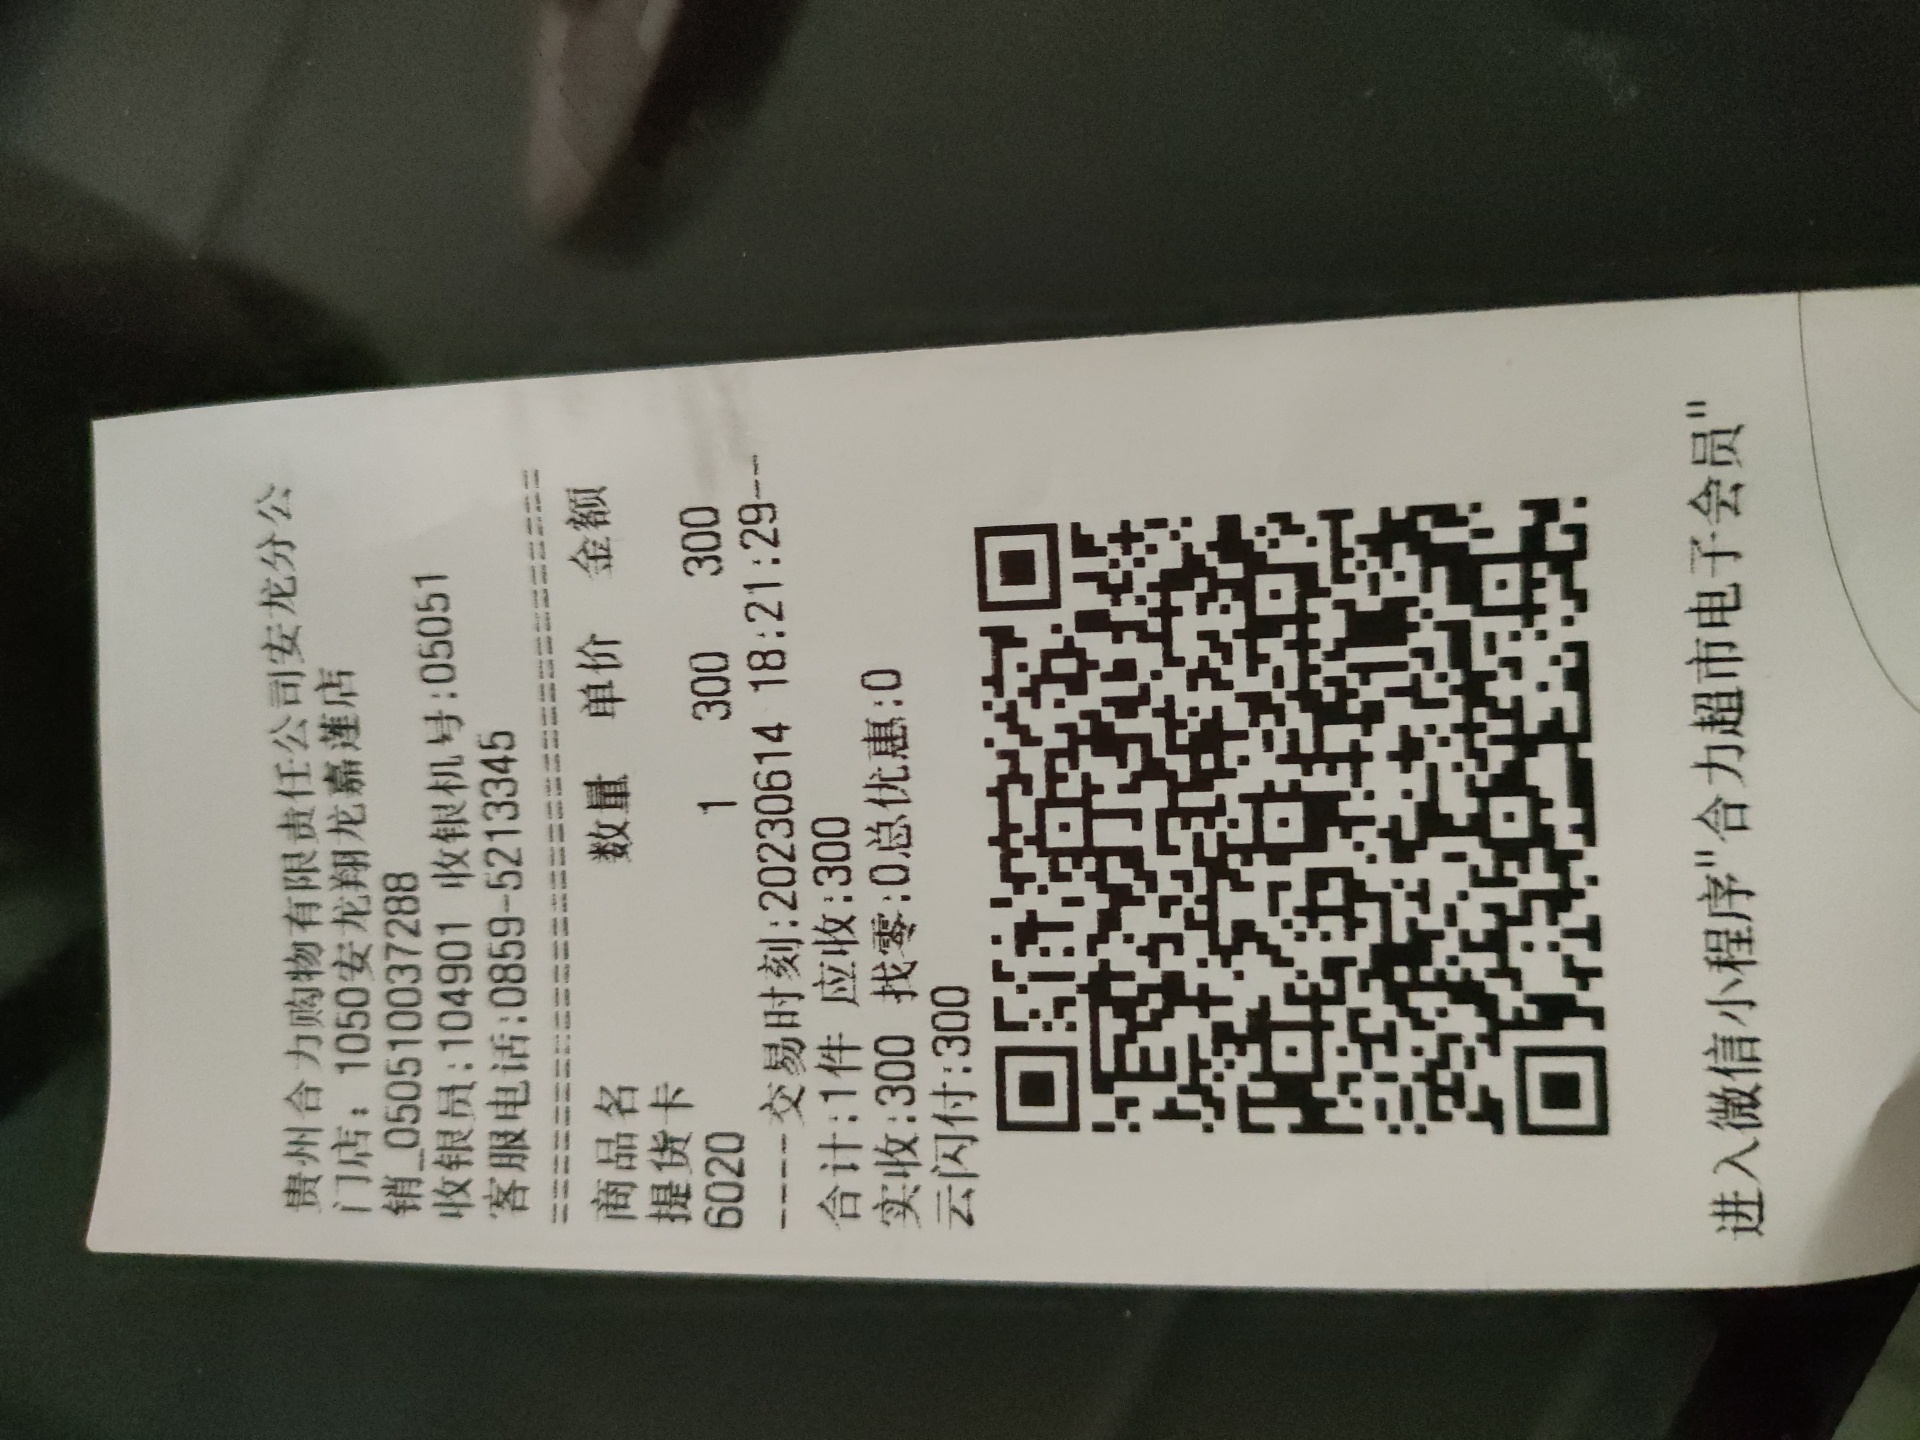 贵州合力购物有限责任公司安龙分公
门店：1050安龙翔龙嘉莲店
销_0505100037288
收银员:104901 收银机号:05051
客服电话:0859-5213345
================================
商品名 数量 单价 金额
提货卡
6020 1 300 300
----交易时刻:20230614 18:21:29--
合计:1件 应收:300
实收:300 找零:0总优惠:0
云闪付:300
进入微信小程序"合力超市电子会员"